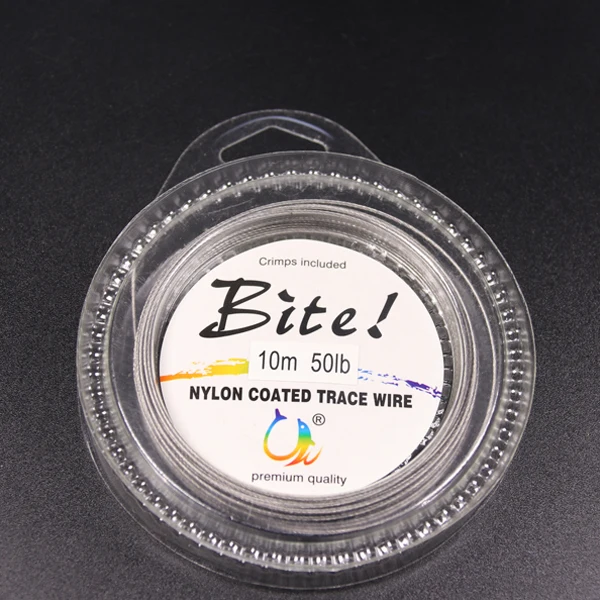 Crimps included
Bite!
10m 50lb
NYLON COATED TRACE WIRE
®
premium quality